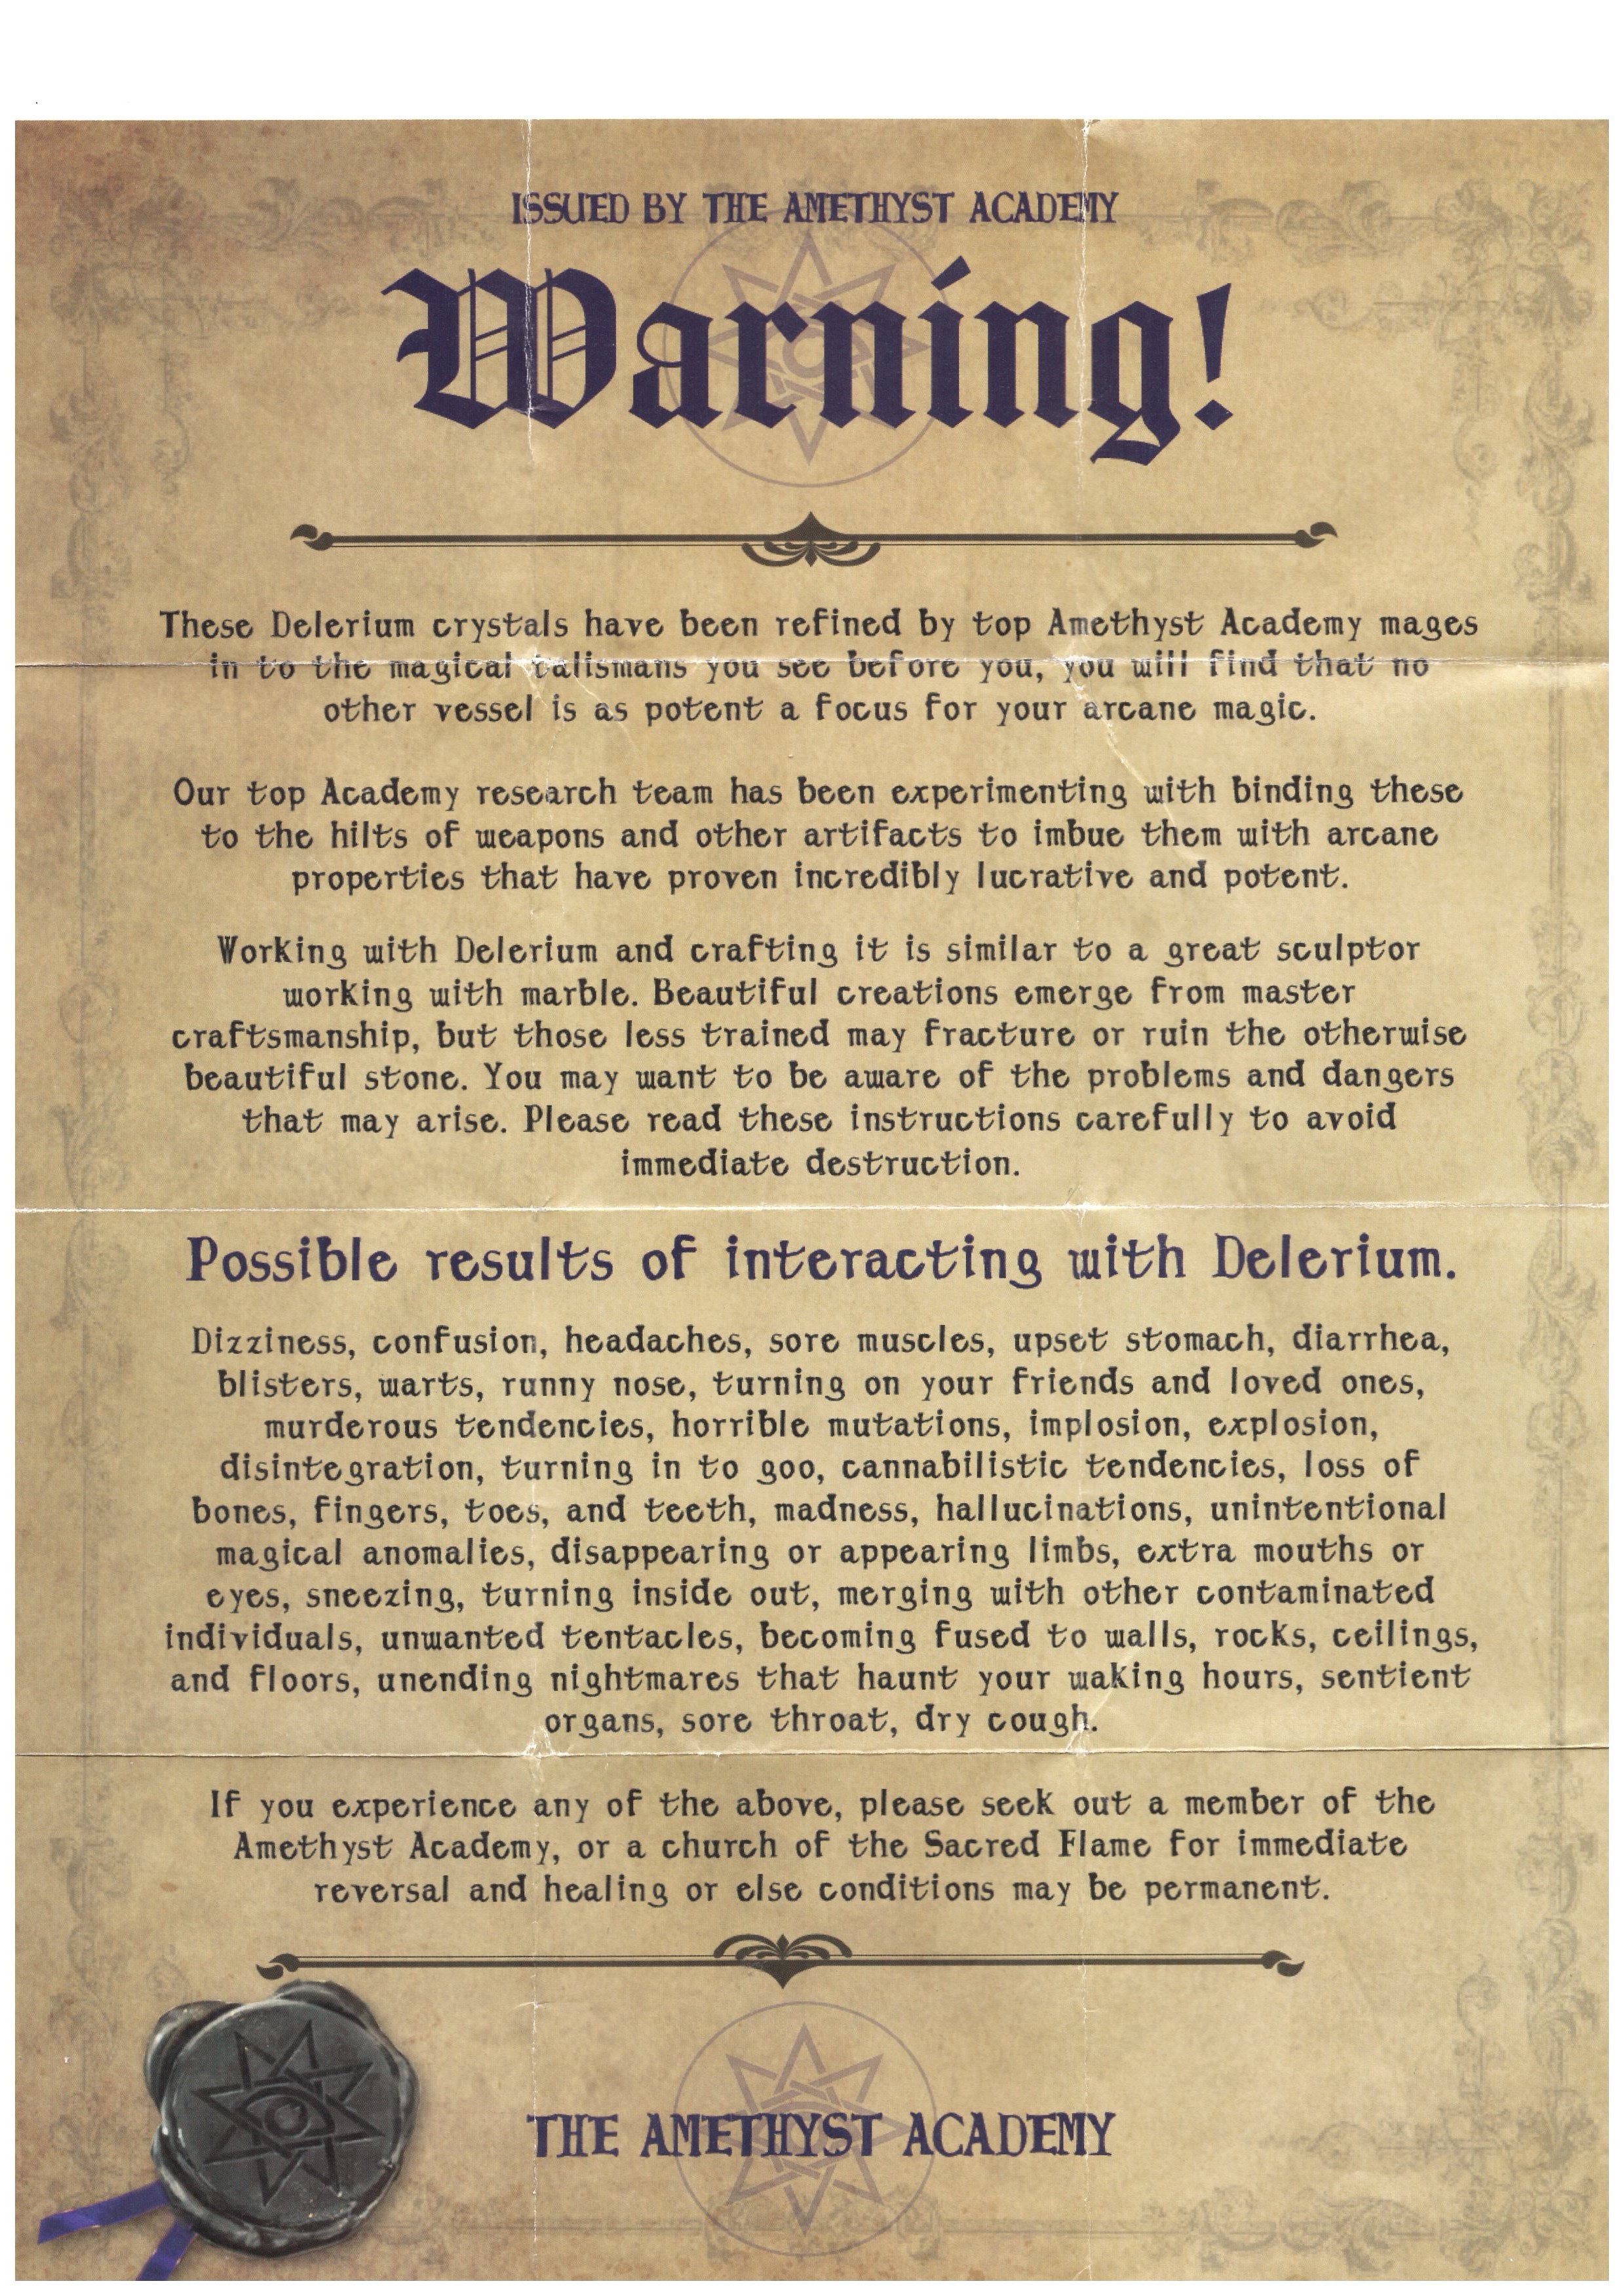 ISSUED BY THE AMETHYST ACADEMY
Warning!
These Delerium crystals have been refined by top Amethyst Academy mages
in to the magical talismans you see before you, you will find that no
other vessel is as potent a focus for your arcane magic.
Our top Academy research team has been experimenting with binding these
to the hilts of weapons and other artifacts to imbue them with arcane
properties that have proven incredibly lucrative and potent.
Working with Delerium and crafting it is similar to a great sculptor
working with marble. Beautiful creations emerge from master
craftsmanship, but those less trained may fracture or ruin the otherwise
beautiful stone. You may want to be aware of the problems and dangers
that may arise. Please read these instructions carefully to avoid
immediate destruction.
Possible results of interacting with Delerium.
Dizziness, confusion, headaches, sore muscles, upset stomach, diarrhea,
blisters, warts, runny nose, turning on your friends and loved ones,
murderous tendencies, horrible mutations, implosion, explosion,
disintegration, turning in to goo, cannabilistic tendencies, loss of
bones, fingers, toes, and teeth, madness, hallucinations, unintentional
magical anomalies, disappearing or appearing limbs, extra mouths or
eyes, sneezing, turning inside out, merging with other contaminated
individuals, unwanted tentacles, becoming fused to walls, rocks, ceilings,
and floors, unending nightmares that haunt your waking hours, sentient
organs, sore throat, dry cough.
If you experience any of the above, please seek out a member of the
Amethyst Academy, or a church of the Sacred Flame for immediate
reversal and healing or else conditions may be permanent.
THE AMETHYST ACADEMY